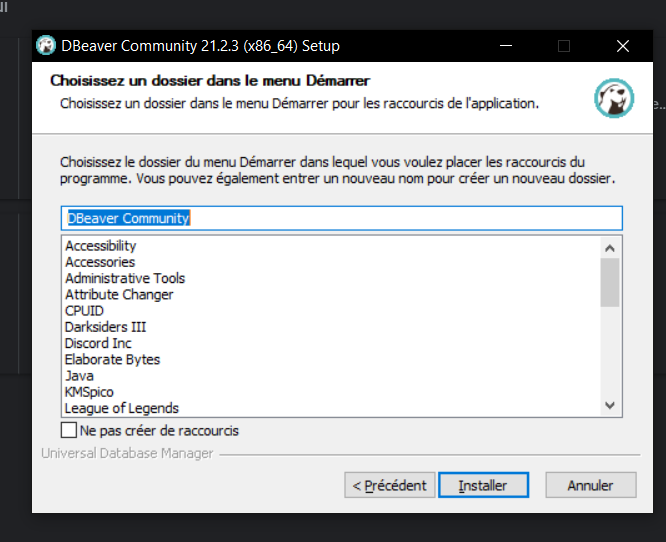 DBeaver Community 21.2.3 (x86_64) Setup
Choisissez un dossier dans le menu Démarrer
Choisissez un dossier dans le menu Démarrer pour les raccourcis de l'application.
Choisissez le dossier du menu Démarrer dans lequel vous voulez placer les raccourcis du
programme. Vous pouvez également entrer un nouveau nom pour créer un nouveau dossier.
DBeaver Community
Accessibility
Accessories
Administrative Tools
Attribute Changer
CPUID
Darksiders III
Discord Inc
Elaborate Bytes
Java
KMSpico
League of Legends
Ne pas créer de raccourcis
Universal Database Manager
< Précédent
Installer
Annuler